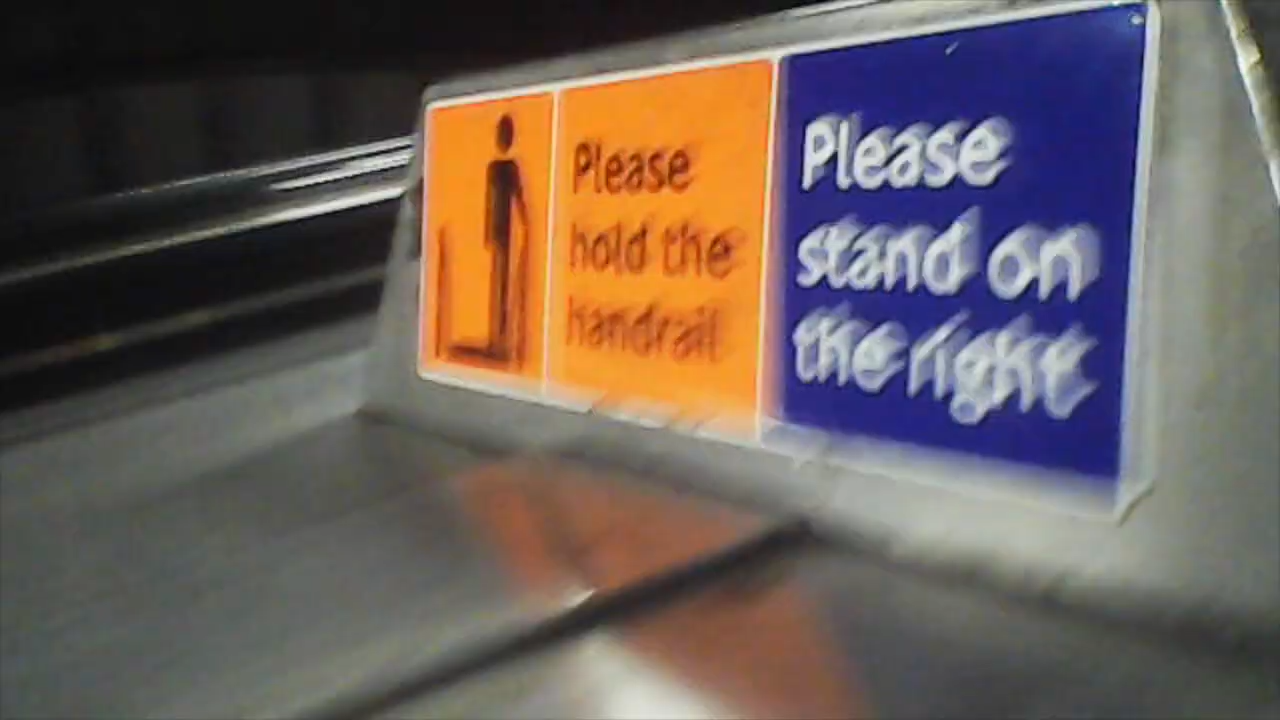 Please
hold the
handrail
Please
stand on
the right